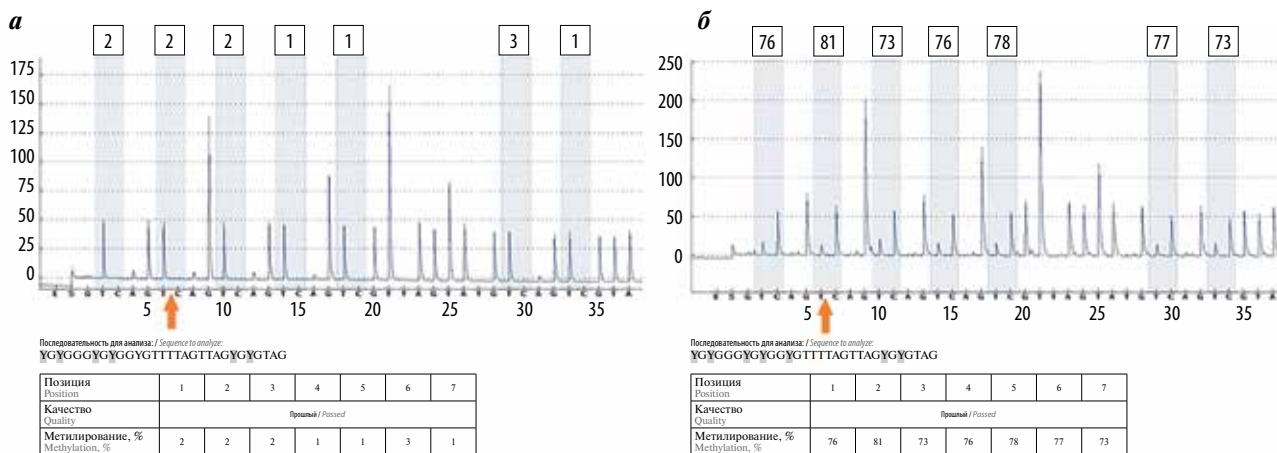 а
2 2 2 1 1 3 1
175
150
125
100
75
50
25
0
E S G T C A G T C A G T C A G T C A G T C G T T A G T A T G T C A G T C G T A
5 10 15 20 25 30 35
Последовательность для анализа: / Sequence to analyze:
YGYGGGYGYGGYGTTTTAGTTAGYGYGTAG
Позиция
Position
1 2 3 4 5 6 7
Качество
Quality
Прошлый / Passed
Метилирование, %
Methylation, %
2 2 2 1 1 3 1
б
76 81 73 76 78 77 73
250
200
150
100
50
0
5 10 15 20 25 30 35
Последовательность для анализа: / Sequence to analyze:
YGYGGGYGYGGYGTTTTAGTTAGYGYGTAG
Позиция
Position
1 2 3 4 5 6 7
Качество
Quality
Прошлый / Passed
Метилирование, %
Methylation, %
76 81 73 76 78 77 73